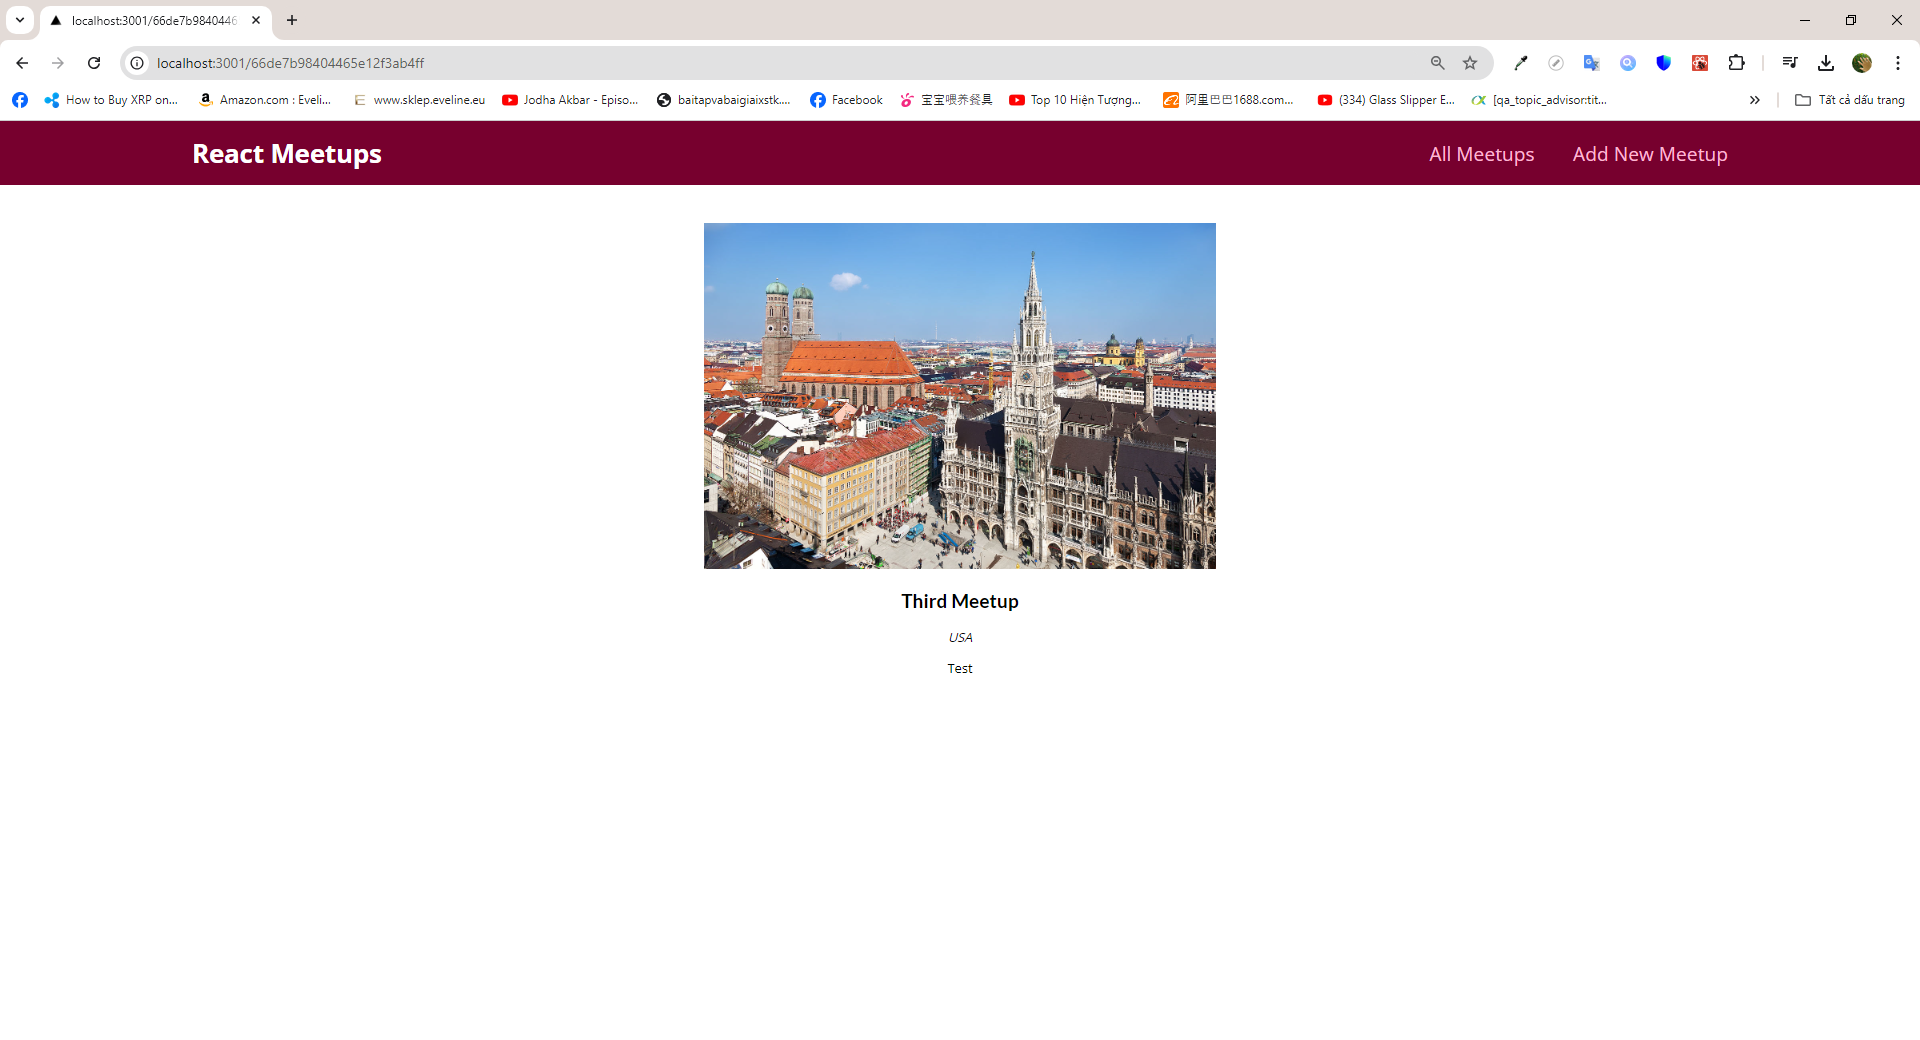 localhost:3001/66de7b9840446
localhost:3001/66de7b98404465e12f3ab4ff
How to Buy XRP on... Amazon.com : Eveli... www.sklep.eveline.eu Jodha Akbar - Episo... baitapvabaigiaixstk.... Facebook 宝宝喂养餐具 Top 10 Hiện Tượng... 阿里巴巴1688.com... (334) Glass Slipper E... [qa_topic_advisor:tit... Tất cả dấu trang
React Meetups All Meetups Add New Meetup
Third Meetup
USA
Test